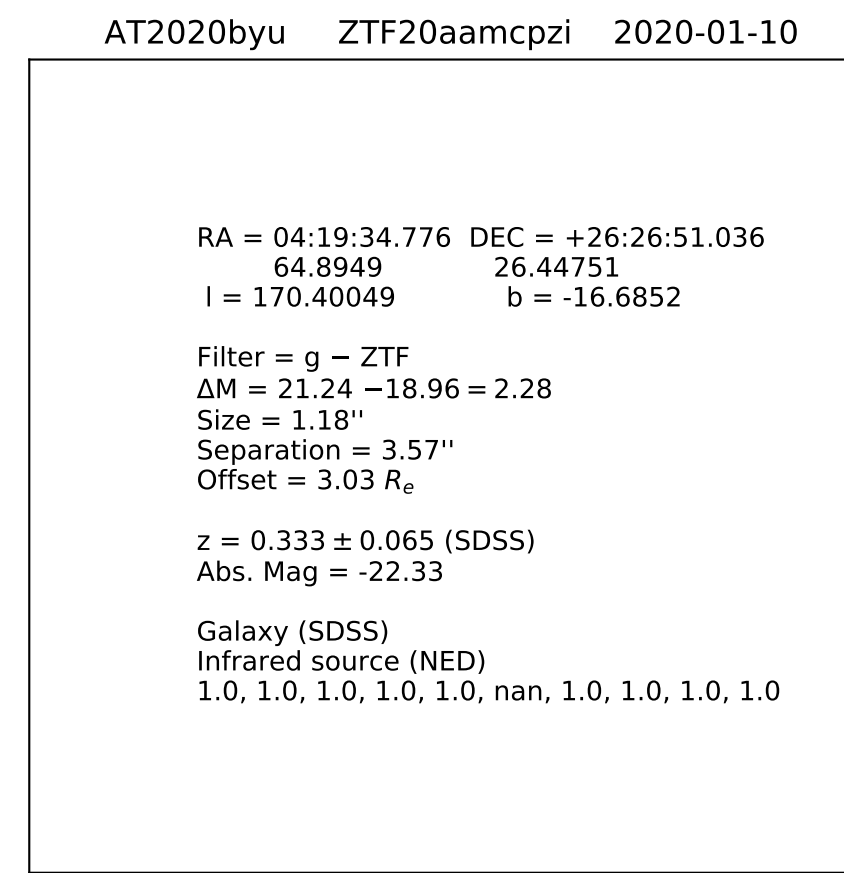 AT2020byu ZTF20aamcpzi 2020-01-10
RA = 04:19:34.776 DEC = +26:26:51.036
64.8949 26.44751
l = 170.40049 b = -16.6852
Filter = g − ZTF
ΔM = 21.24 −18.96 = 2.28
Size = 1.18''
Separation = 3.57''
Offset = 3.03 Re
z = 0.333 ± 0.065 (SDSS)
Abs. Mag = -22.33
Galaxy (SDSS)
Infrared source (NED)
1.0, 1.0, 1.0, 1.0, 1.0, nan, 1.0, 1.0, 1.0, 1.0